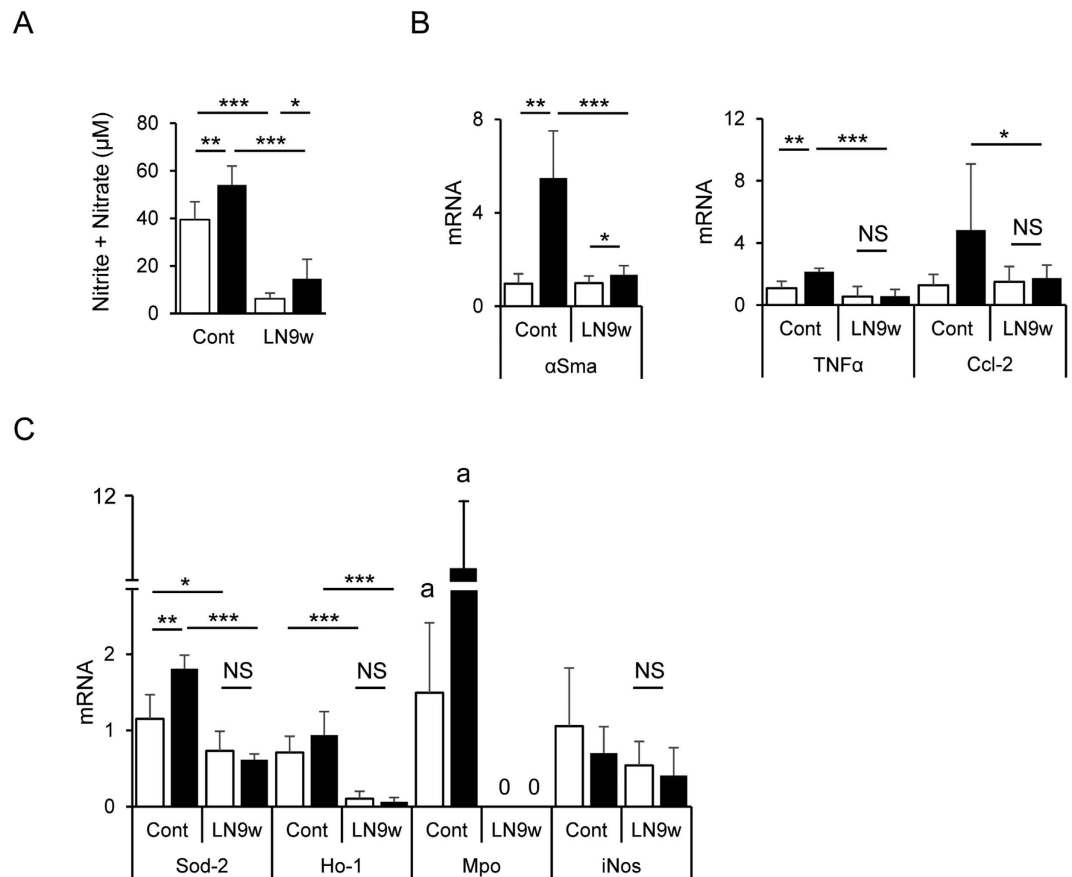 A
B
*** *
** ***
Nitrite + Nitrate (µM)
80
60
40
20
0
Cont LN9w
** ***
*
mRNA
8
4
0
Cont LN9w
αSma
** *** *
NS NS
mRNA
12
8
4
0
Cont LN9w Cont LN9w
TNFα Ccl-2
C
12
a
a
* ***
** *** ***
NS NS NS
mRNA
2
1
0
0 0
Cont LN9w Cont LN9w Cont LN9w Cont LN9w
Sod-2 Ho-1 Mpo iNos